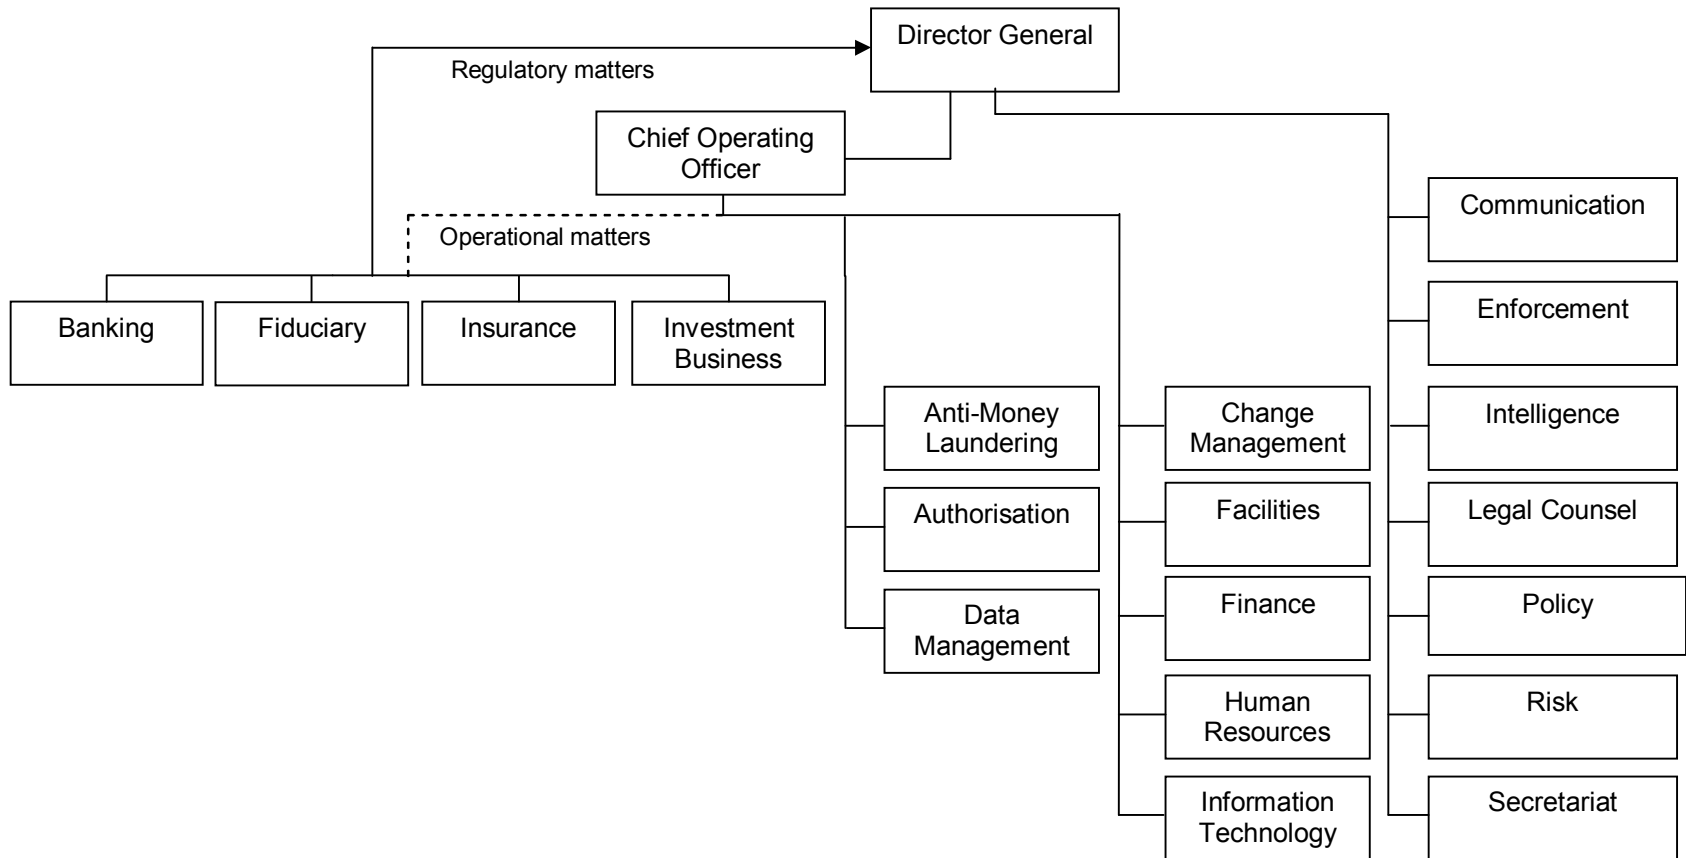 Director General
Regulatory matters
Chief Operating
Officer
Operational matters
Banking
Fiduciary
Insurance
Investment
Business
Anti-Money
Laundering
Authorisation
Data
Management
Change
Management
Facilities
Finance
Human
Resources
Information
Technology
Communication
Enforcement
Intelligence
Legal Counsel
Policy
Risk
Secretariat